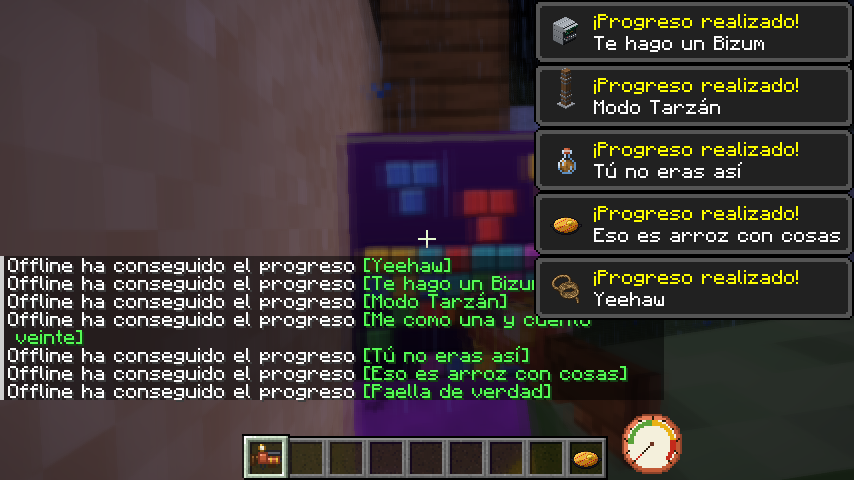 ¡Progreso realizado!
Te hago un Bizum
¡Progreso realizado!
Modo Tarzán
¡Progreso realizado!
Tú no eras así
¡Progreso realizado!
Eso es arroz con cosas
¡Progreso realizado!
Yeehaw
Offline ha conseguido el progreso [Yeehaw]
Offline ha conseguido el progreso [Te hago un Bizu
Offline ha conseguido el progreso [Modo Tarzán]
Offline ha conseguido el progreso [Me como una y cuento
veinte]
Offline ha conseguido el progreso [Tú no eras así]
Offline ha conseguido el progreso [Eso es arroz con cosas]
Offline ha conseguido el progreso [Paella de verdad]